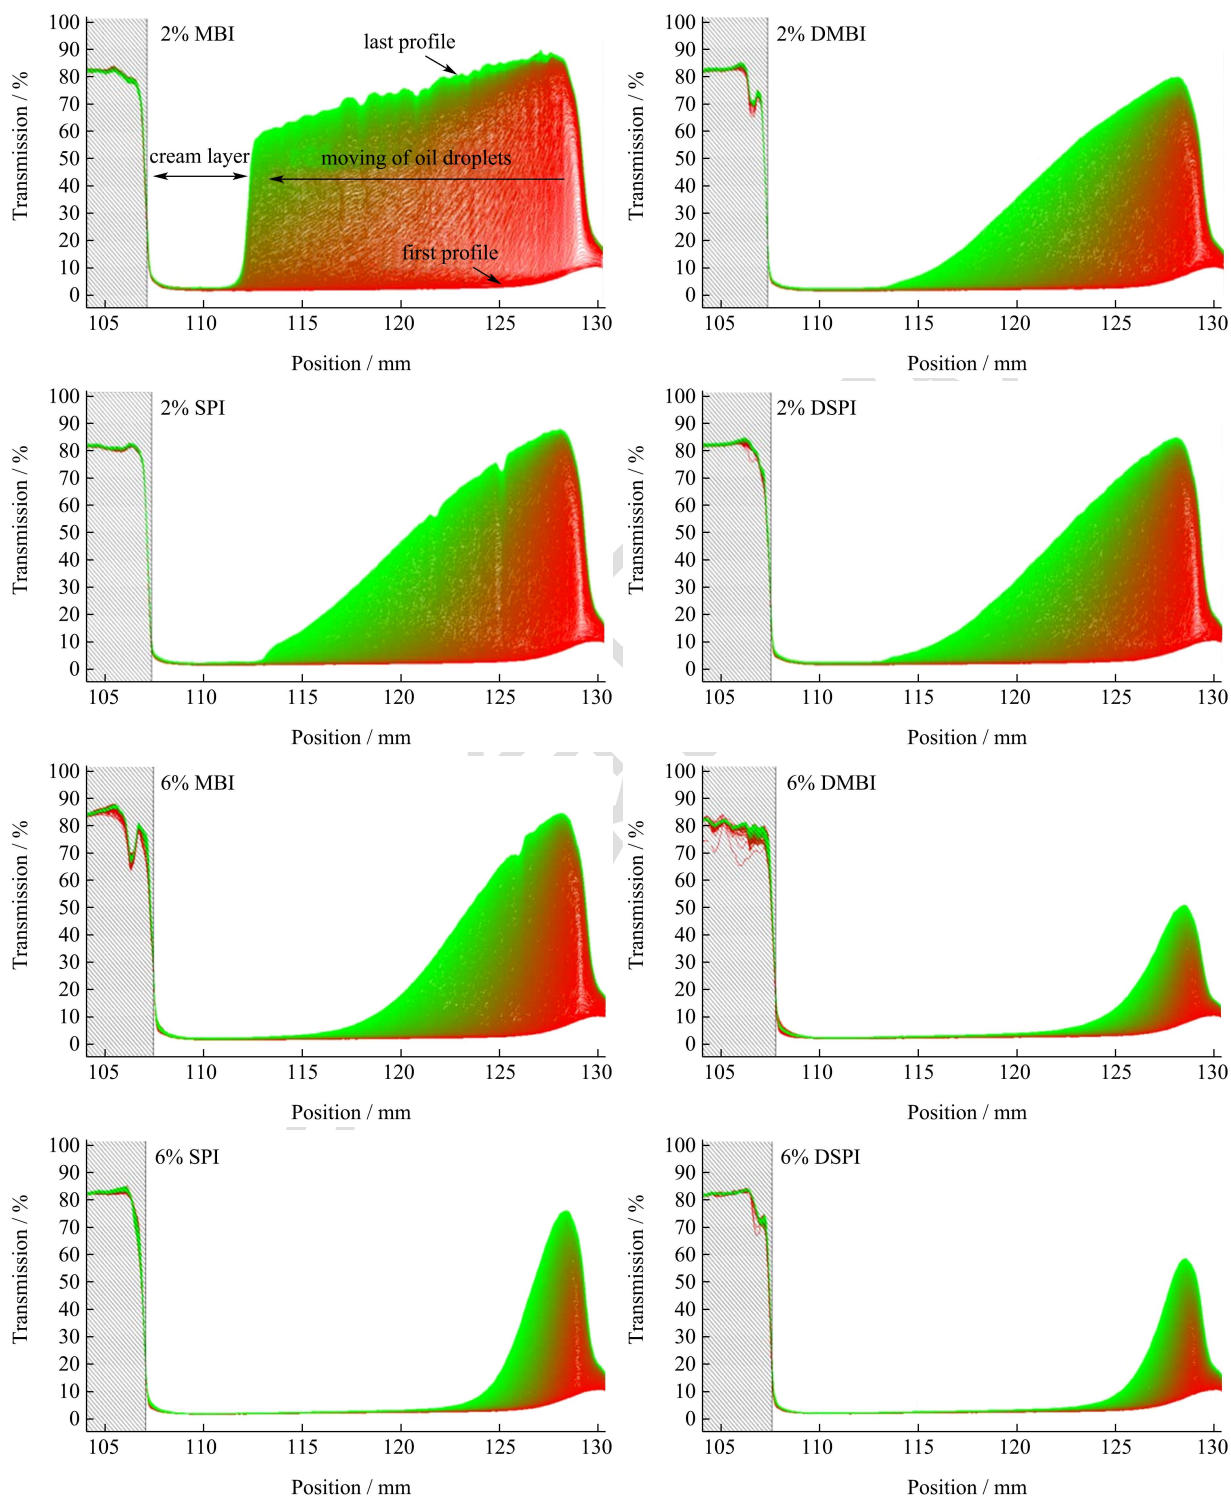 2% MBI
last profile
cream layer
moving of oil droplets
first profile
Transmission / %
100
90
80
70
60
50
40
30
20
10
0
105 110 115 120 125 130
Position / mm
2% DMBI
Transmission / %
100
90
80
70
60
50
40
30
20
10
0
105 110 115 120 125 130
Position / mm
2% SPI
Transmission / %
100
90
80
70
60
50
40
30
20
10
0
105 110 115 120 125 130
Position / mm
2% DSPI
Transmission / %
100
90
80
70
60
50
40
30
20
10
0
105 110 115 120 125 130
Position / mm
6% MBI
Transmission / %
100
90
80
70
60
50
40
30
20
10
0
105 110 115 120 125 130
Position / mm
6% DMBI
Transmission / %
100
90
80
70
60
50
40
30
20
10
0
105 110 115 120 125 130
Position / mm
6% SPI
Transmission / %
100
90
80
70
60
50
40
30
20
10
0
105 110 115 120 125 130
Position / mm
6% DSPI
Transmission / %
100
90
80
70
60
50
40
30
20
10
0
105 110 115 120 125 130
Position / mm